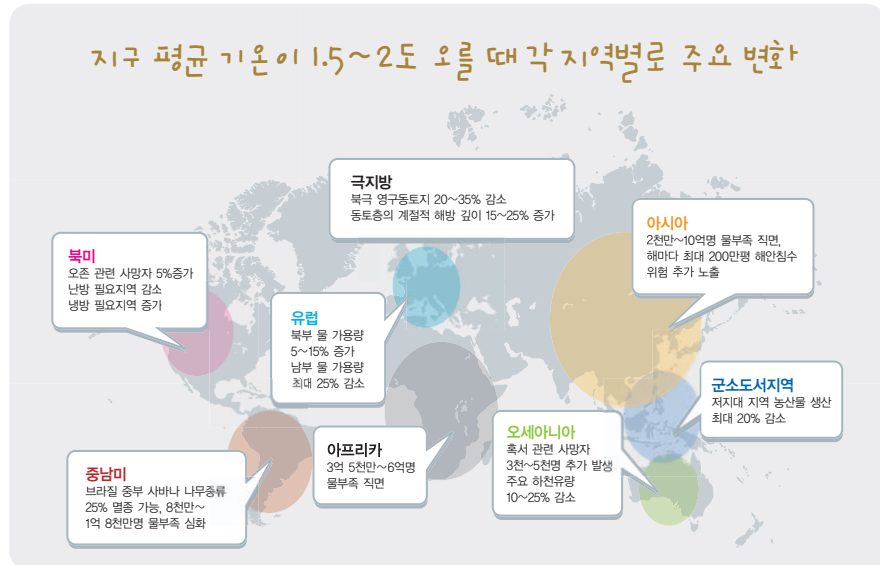 지구 평균 기온이 1.5~2도 오를 때 각 지역별로 주요 변화
극지방
북극 영구동토지 20~35% 감소
동토층의 계절적 해방 깊이 15~25% 증가
아시아
2천만~10억명 물부족 직면,
해마다 최대 200만평 해안침수
위험 추가 노출
북미
오존 관련 사망자 5%증가
난방 필요지역 감소
냉방 필요지역 증가
유럽
북부 물 가용량
5~15% 증가
남부 물 가용량
최대 25% 감소
군소도서지역
저지대 지역 농산물 생산
최대 20% 감소
오세아니아
혹서 관련 사망자
3천~5천명 추가 발생
주요 하천유량
10~25% 감소
아프리카
3억 5천만~6억명
물부족 직면
중남미
브라질 중부 사바나 나무종류
25% 멸종 가능, 8천만~
1억 8천만명 물부족 심화